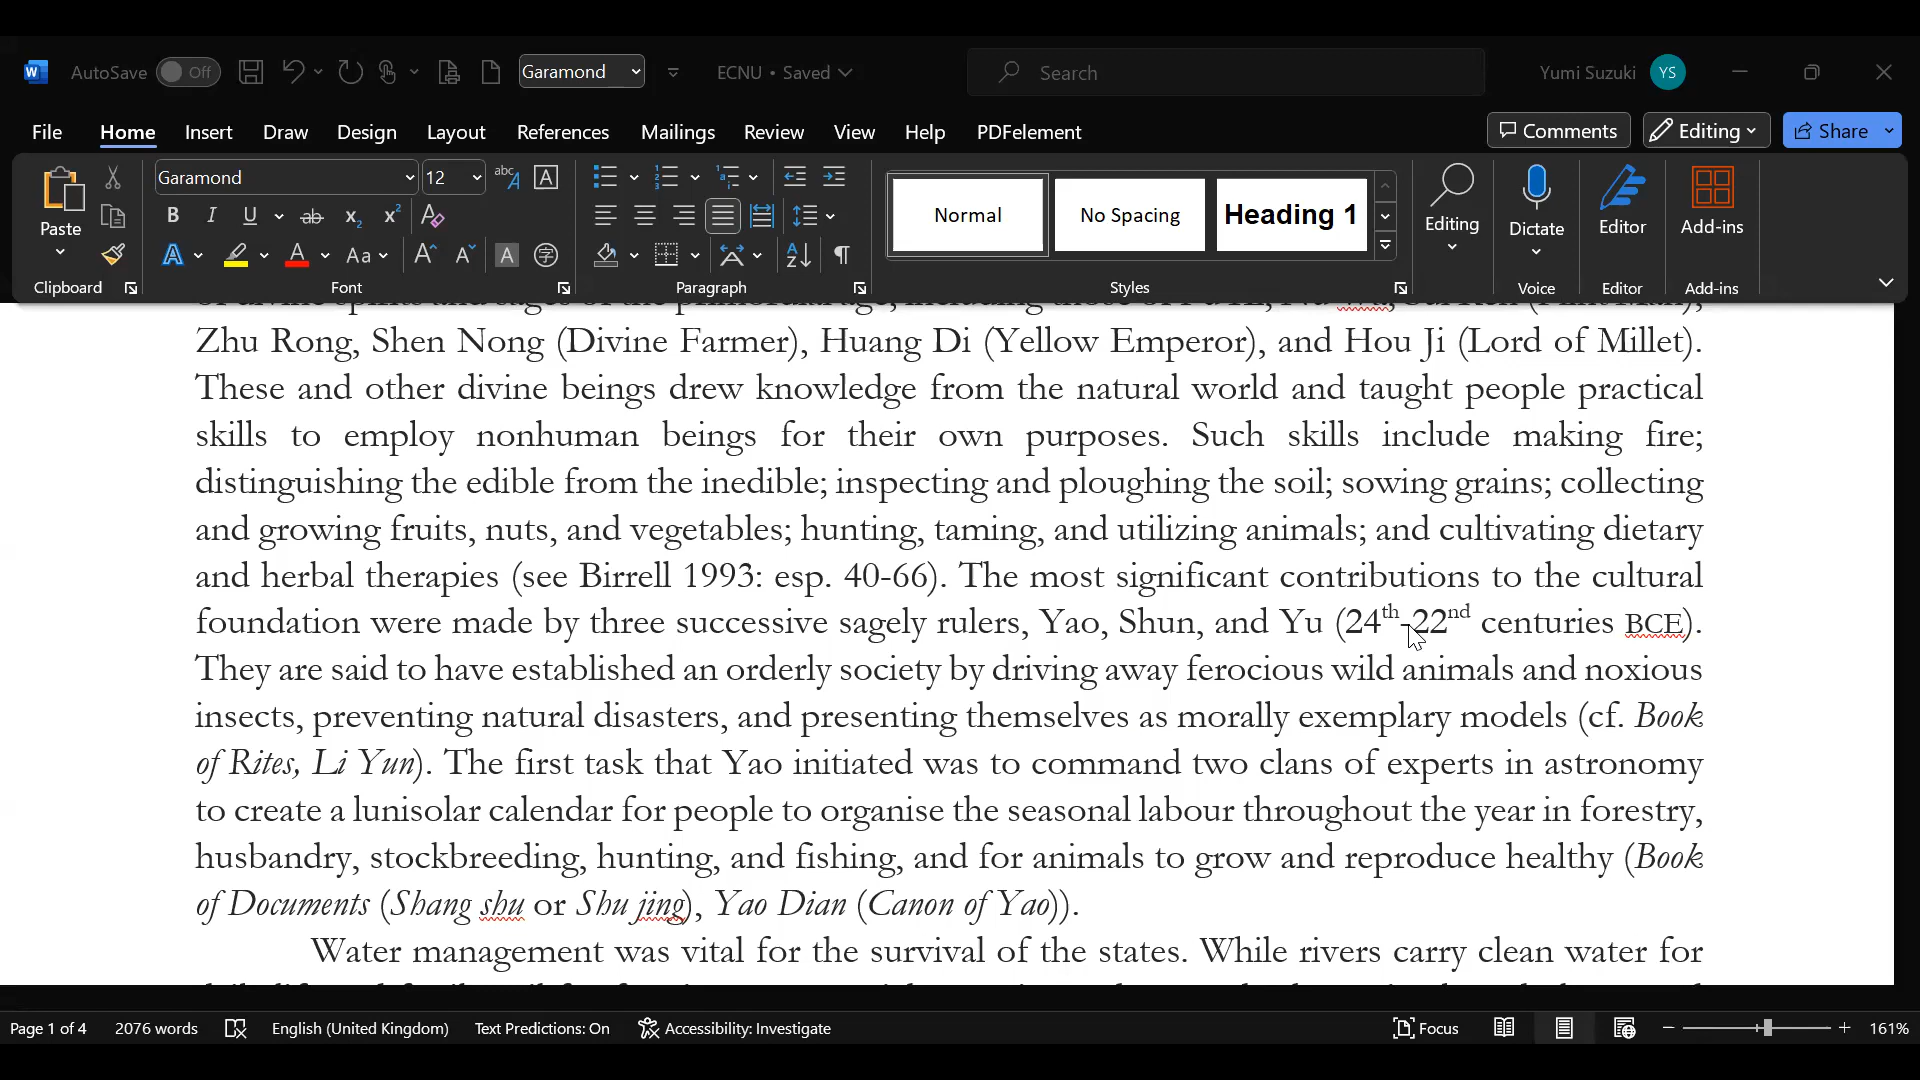 AutoSave Off Garamond ECNU • Saved Search Yumi Suzuki YS
File Home Insert Draw Design Layout References Mailings Review View Help PDFelement Comments Editing Share
Paste Garamond 12 Normal No Spacing Heading 1 Editing Dictate Editor Add-ins
Clipboard Font Paragraph Styles Voice Editor Add-ins
of divine spirits and sages of the primordial age, including those of
Zhu Rong, Shen Nong (Divine Farmer), Huang Di (Yellow Emperor), and Hou Ji (Lord of Millet).
These and other divine beings drew knowledge from the natural world and taught people practical
skills to employ nonhuman beings for their own purposes. Such skills include making fire;
distinguishing the edible from the inedible; inspecting and ploughing the soil; sowing grains; collecting
and growing fruits, nuts, and vegetables; hunting, taming, and utilizing animals; and cultivating dietary
and herbal therapies (see Birrell 1993: esp. 40-66). The most significant contributions to the cultural
foundation were made by three successive sagely rulers, Yao, Shun, and Yu (24th-22nd centuries BCE).
They are said to have established an orderly society by driving away ferocious wild animals and noxious
insects, preventing natural disasters, and presenting themselves as morally exemplary models (cf. Book
of Rites, Li Yun). The first task that Yao initiated was to command two clans of experts in astronomy
to create a lunisolar calendar for people to organise the seasonal labour throughout the year in forestry,
husbandry, stockbreeding, hunting, and fishing, and for animals to grow and reproduce healthy (Book
of Documents (Shang shu or Shu jing), Yao Dian (Canon of Yao)).
Water management was vital for the survival of the states. While rivers carry clean water for
Page 1 of 4 2076 words English (United Kingdom) Text Predictions: On Accessibility: Investigate Focus 161%